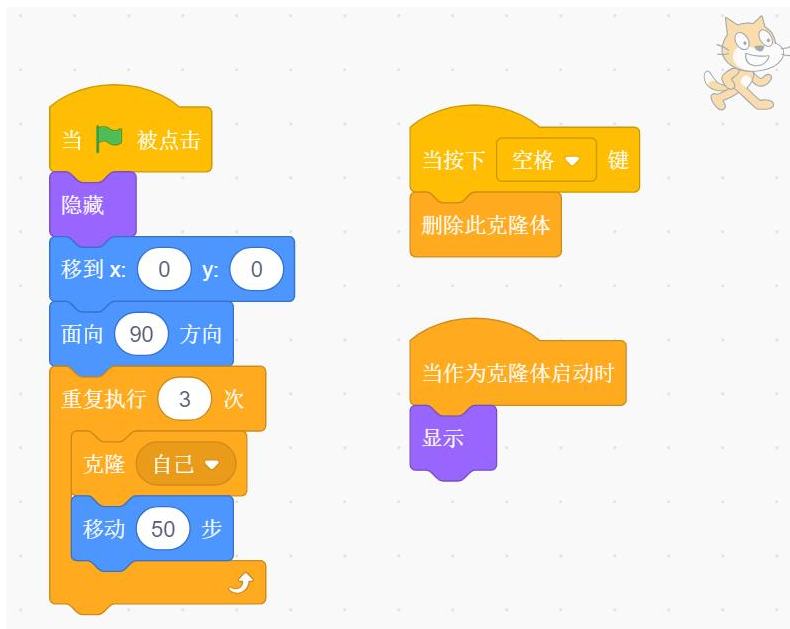 当 被点击
隐藏
移到 x: 0 y: 0
面向 90 方向
重复执行 3 次
克隆 自己
移动 50 步
当按下 空格 键
删除此克隆体
当作为克隆体启动时
显示